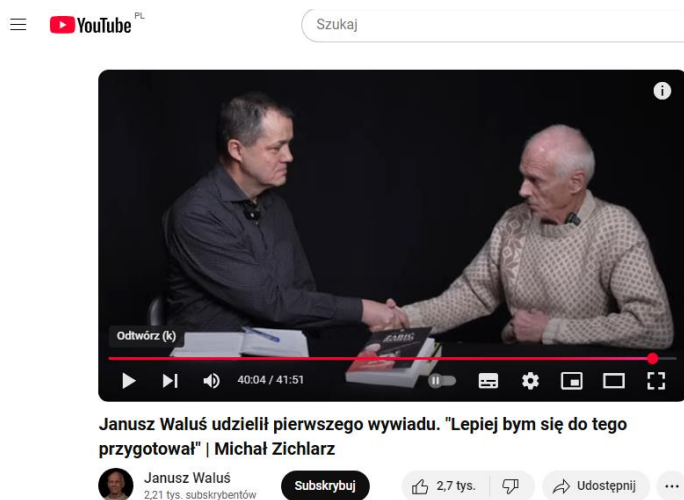 YouTube PL
Szukaj
Odtwórz (k)
40:04 / 41:51
Janusz Waluś udzielił pierwszego wywiadu. "Lepiej bym się do tego
przygotował" | Michał Zichlarz
Janusz Waluś
2,21 tys. subskrybentów
Subskrybuj
2,7 tys.
Udostępnij